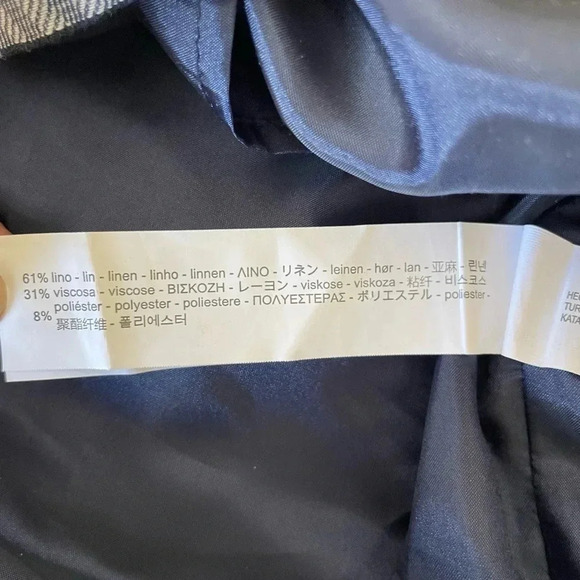 61% lino - lin - linen - linho - linnen - ΛΙΝΟ - リネン - leinen - hør - lan - 亚麻 - 린넨
31% viscosa - viscose - ΒΙΣΚΟΖΗ - レーヨン - viskose - viskoza - 粘纤 - 비스코스
8% poliéster - polyester - poliestere - ΠΟΛΥΕΣΤΕΡΑΣ - ポリエステル - poliester -
聚酯纤维 - 폴리에스터